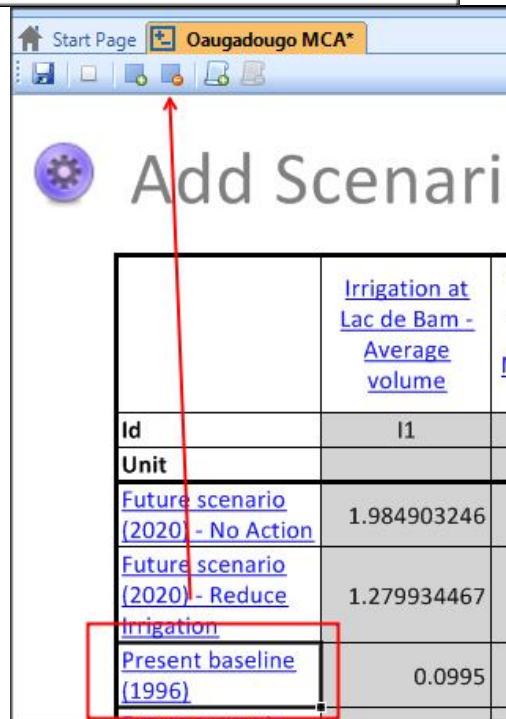 Start Page Oaugadougo MCA*
Add Scenari
Irrigation at
Lac de Bam -
Average
volume
Id I1
Unit
Future scenario
(2020) - No Action 1.984903246
Future scenario
(2020) - Reduce
Irrigation 1.279934467
Present baseline
(1996) 0.0995